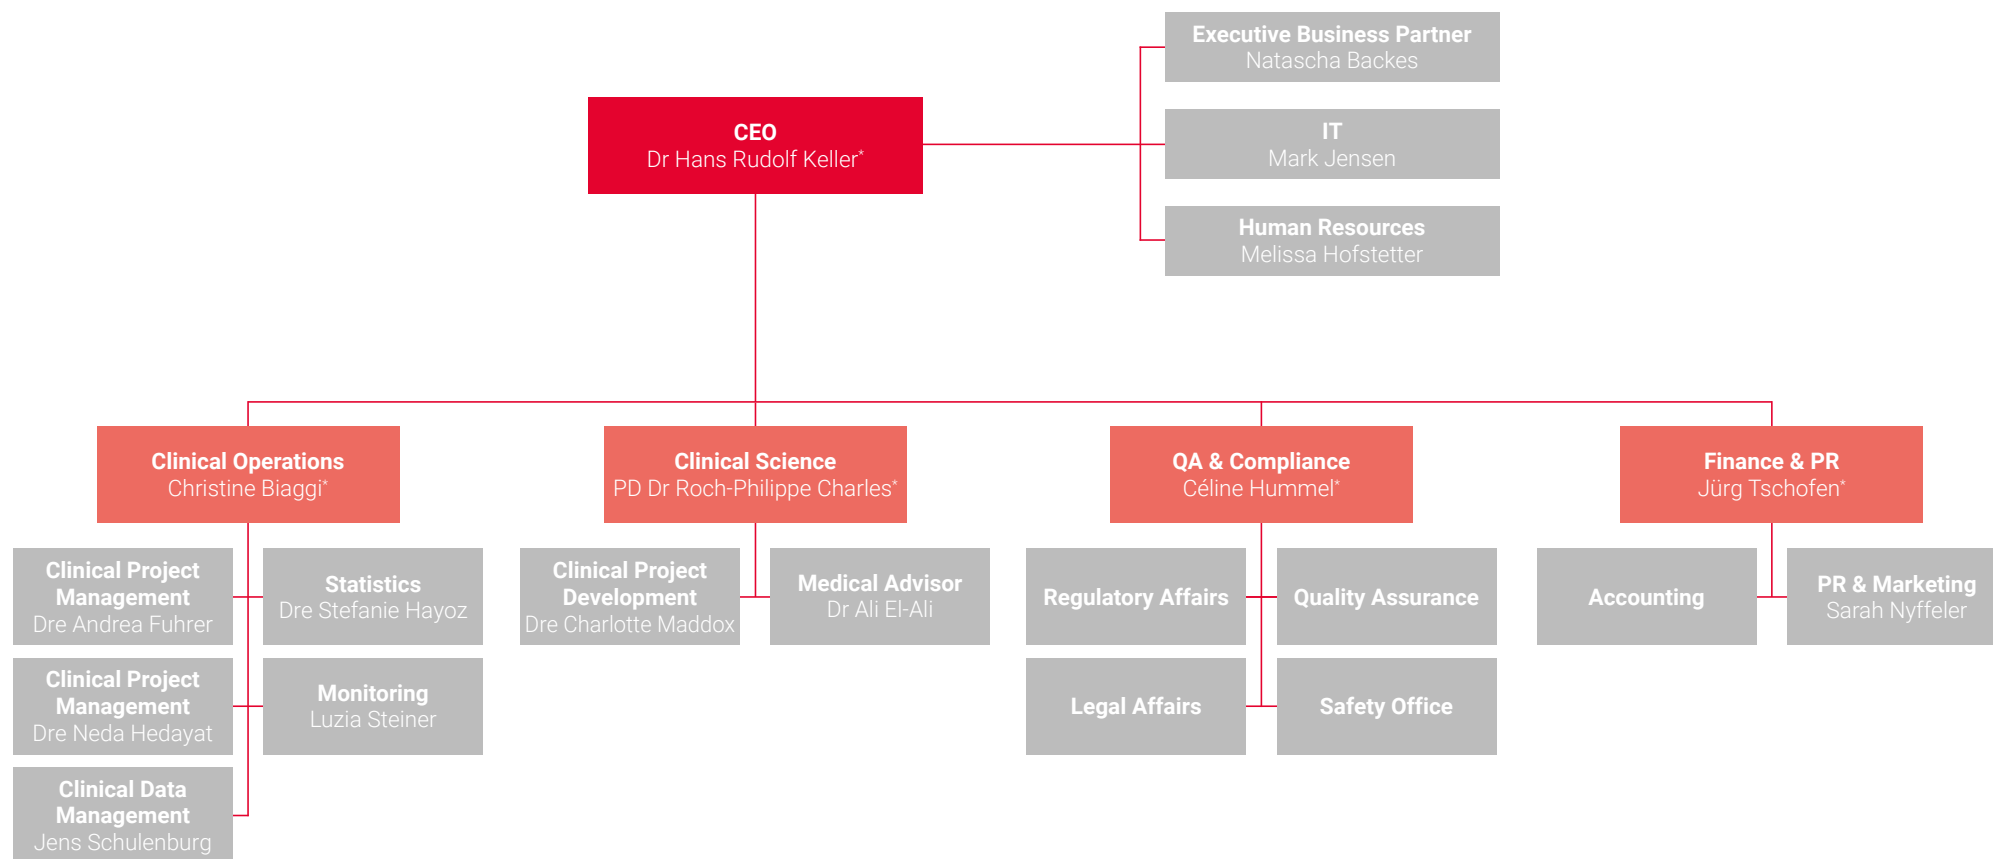 Executive Business Partner
Natascha Backes
CEO
Dr Hans Rudolf Keller*
IT
Mark Jensen
Human Resources
Melissa Hofstetter
Clinical Operations
Christine Biaggi*
Clinical Science
PD Dr Roch-Philippe Charles*
QA & Compliance
Céline Hummel*
Finance & PR
Jürg Tschofen*
Clinical Project
Management
Dre Andrea Fuhrer
Statistics
Dre Stefanie Hayoz
Clinical Project
Development
Dre Charlotte Maddox
Medical Advisor
Dr Ali El-Ali
Regulatory Affairs
Quality Assurance
Accounting
PR & Marketing
Sarah Nyffeler
Clinical Project
Management
Dre Neda Hedayat
Monitoring
Luzia Steiner
Legal Affairs
Safety Office
Clinical Data
Management
Jens Schulenburg